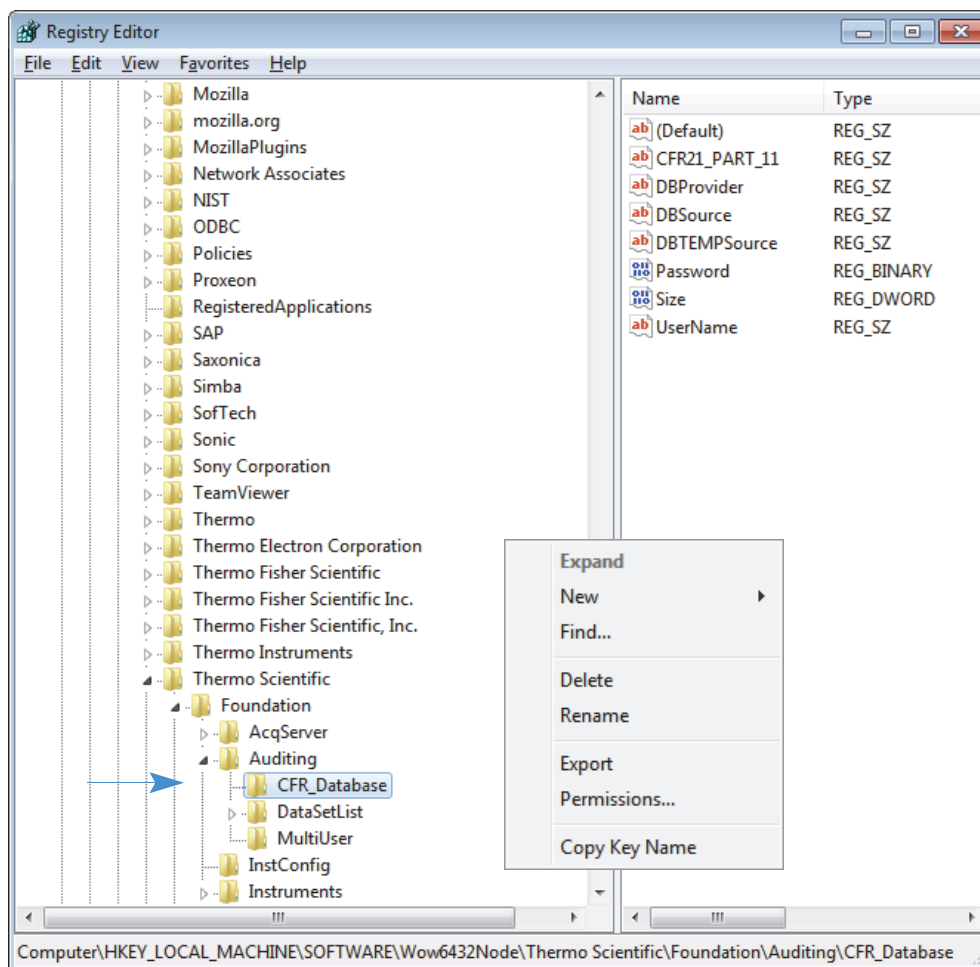 Registry Editor
File Edit View Favorites Help
Mozilla
mozilla.org
MozillaPlugins
Network Associates
NIST
ODBC
Policies
Proxeon
RegisteredApplications
SAP
Saxonica
Simba
SofTech
Sonic
Sony Corporation
TeamViewer
Thermo
Thermo Electron Corporation
Thermo Fisher Scientific
Thermo Fisher Scientific Inc.
Thermo Fisher Scientific, Inc.
Thermo Instruments
Thermo Scientific
Foundation
AcqServer
Auditing
CFR_Database
DataSetList
MultiUser
InstConfig
Instruments
Name Type
(Default) REG_SZ
CFR21_PART_11 REG_SZ
DBProvider REG_SZ
DBSource REG_SZ
DBTEMPSource REG_SZ
Password REG_BINARY
Size REG_DWORD
UserName REG_SZ
Expand
New
Find...
Delete
Rename
Export
Permissions...
Copy Key Name
Computer\HKEY_LOCAL_MACHINE\SOFTWARE\Wow6432Node\Thermo Scientific\Foundation\Auditing\CFR_Database